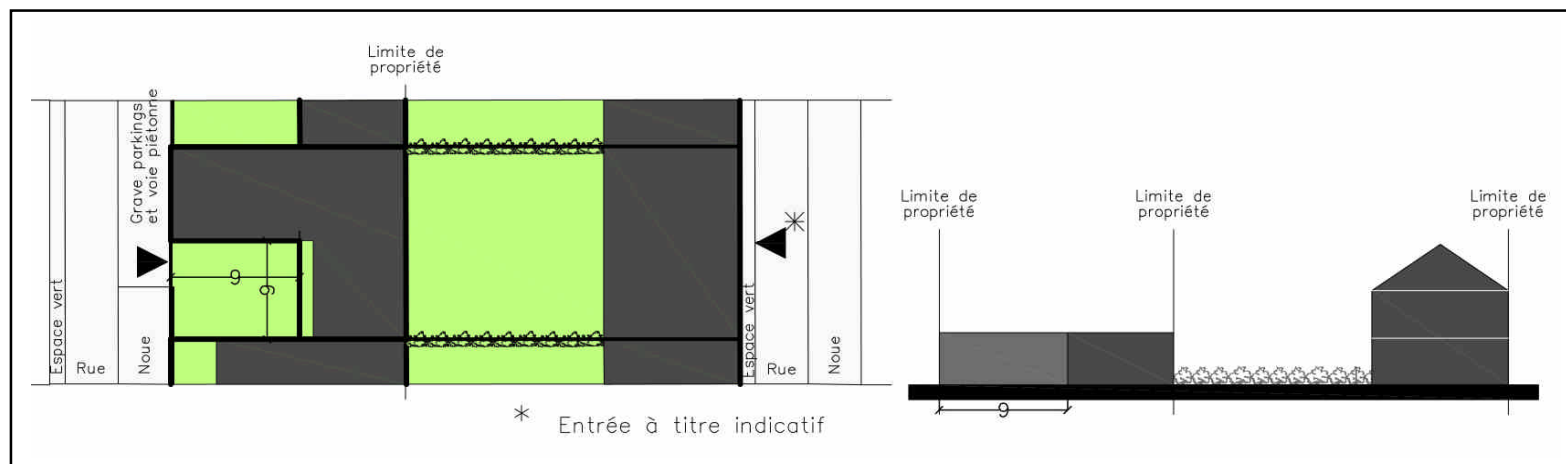 Limite de
propriété
Grave parkings
et voie piétonne
Espace vert
Rue
Noue
9
9
Espace vert
Rue
Noue
*
* Entrée à titre indicatif
Limite de
propriété
Limite de
propriété
Limite de
propriété
9